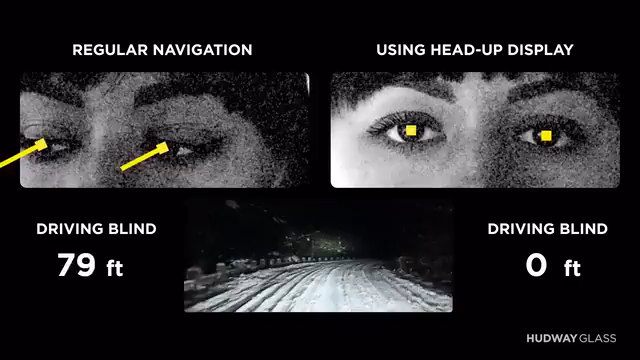 REGULAR NAVIGATION
USING HEAD-UP DISPLAY
DRIVING BLIND
79 ft
DRIVING BLIND
0 ft
HUDWAY GLASS